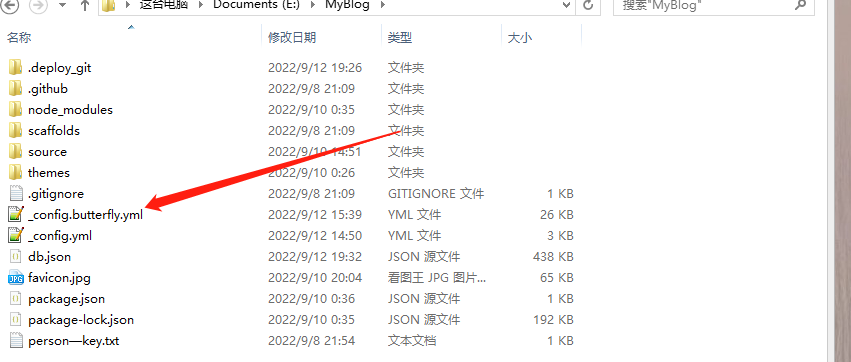 这台电脑 Documents (E:) MyBlog 搜索"MyBlog"
名称 修改日期 类型 大小
.deploy_git 2022/9/12 19:26 文件夹
.github 2022/9/8 21:09 文件夹
node_modules 2022/9/10 0:35 文件夹
scaffolds 2022/9/8 21:09 文件夹
source 2022/9/10 14:51 文件夹
themes 2022/9/10 0:26 文件夹
.gitignore 2022/9/8 21:09 GITIGNORE 文件 1 KB
_config.butterfly.yml 2022/9/12 15:39 YML 文件 26 KB
_config.yml 2022/9/12 14:50 YML 文件 3 KB
db.json 2022/9/12 19:32 JSON 源文件 438 KB
favicon.jpg 2022/9/10 20:04 看图王 JPG 图片... 65 KB
package.json 2022/9/10 0:36 JSON 源文件 1 KB
package-lock.json 2022/9/10 0:35 JSON 源文件 192 KB
person—key.txt 2022/9/8 21:54 文本文档 1 KB